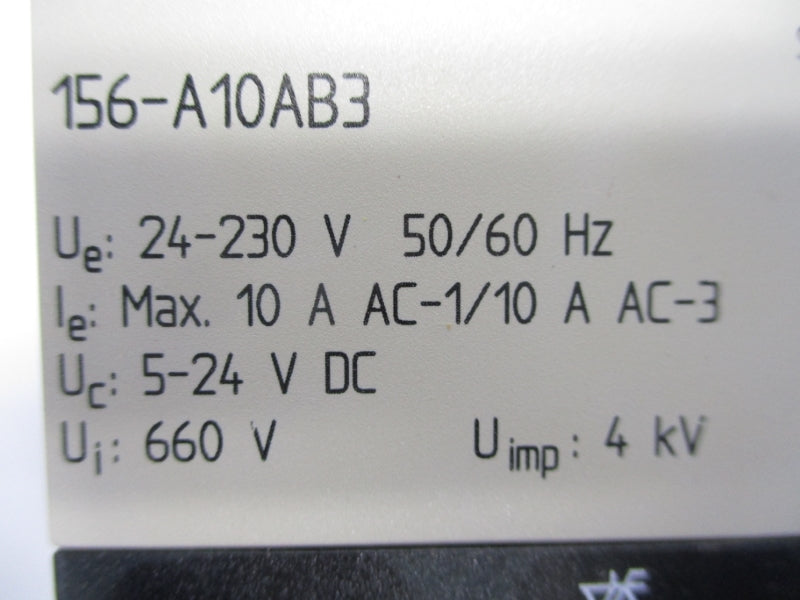 156-A10AB3
Ue: 24-230 V 50/60 Hz
Ie: Max. 10 A AC-1/10 A AC-3
Uc: 5-24 V DC
Ui: 660 V Uimp: 4 kV